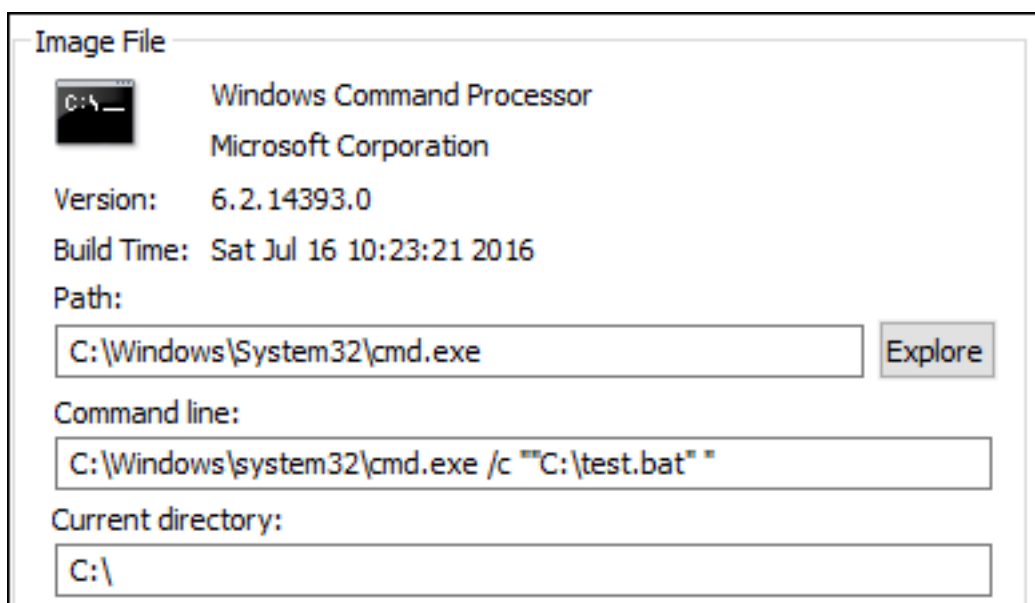 Image File
C:\
Windows Command Processor
Microsoft Corporation
Version: 6.2.14393.0
Build Time: Sat Jul 16 10:23:21 2016
Path:
C:\Windows\System32\cmd.exe Explore
Command line:
C:\Windows\system32\cmd.exe /c ""C:\test.bat" "
Current directory:
C:\